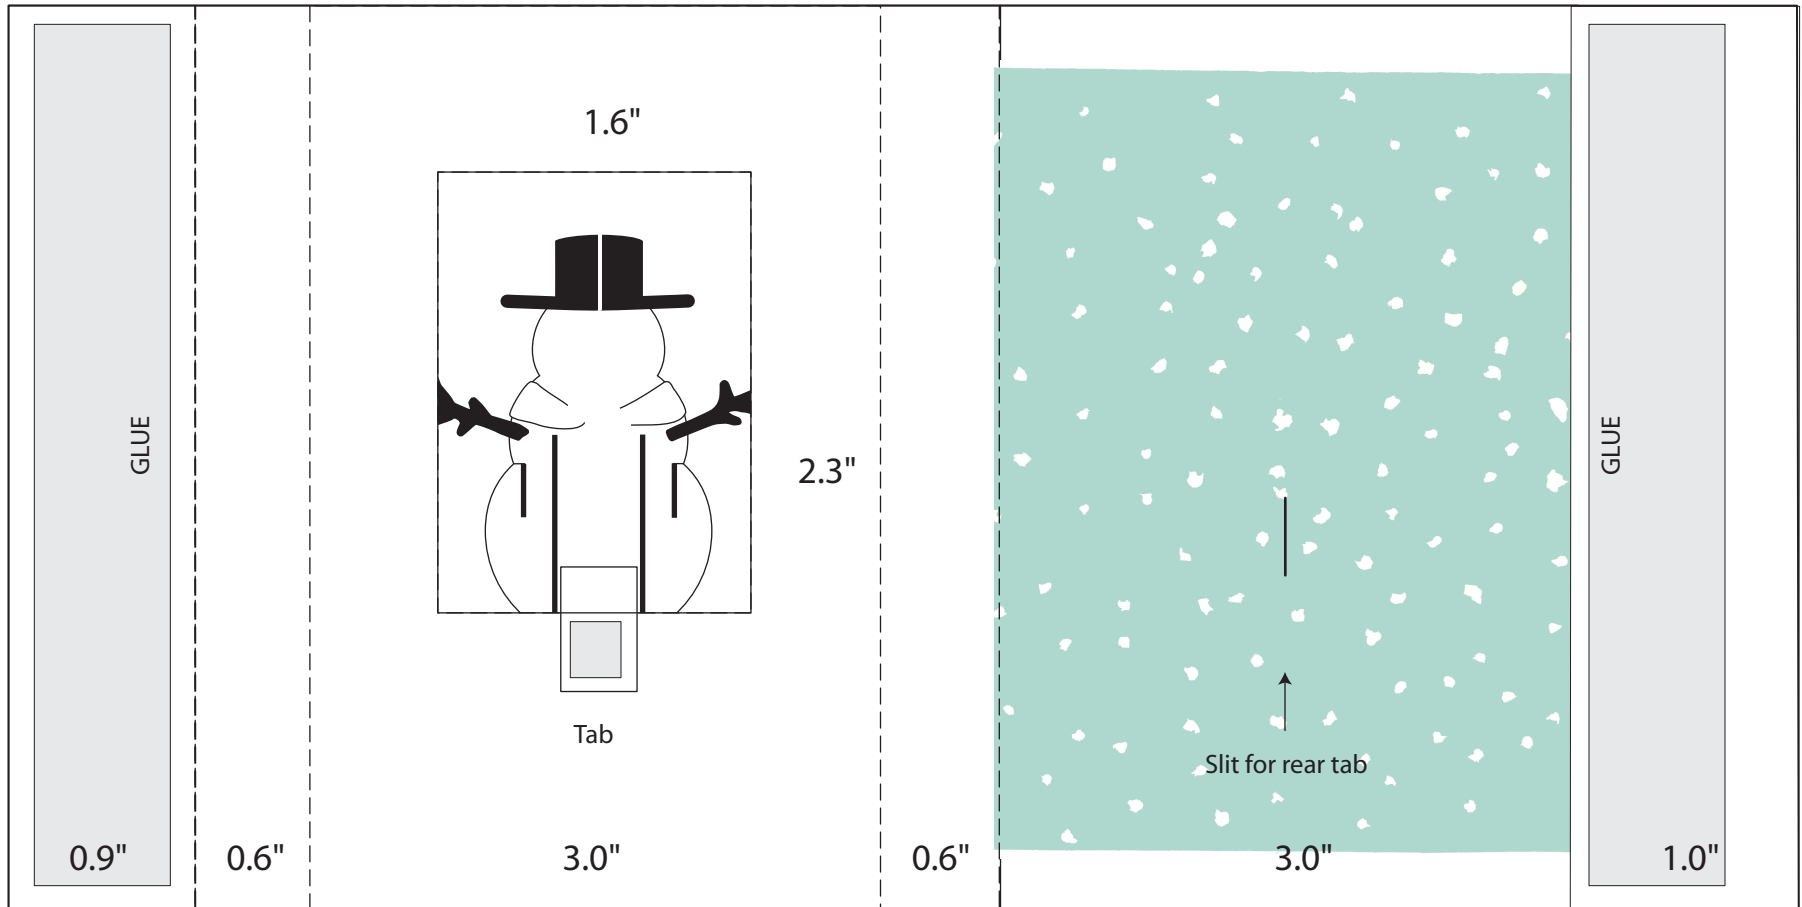 1.6"
GLUE
2.3"
GLUE
Tab
Slit for rear tab
0.9"
0.6"
3.0"
0.6"
3.0"
1.0"